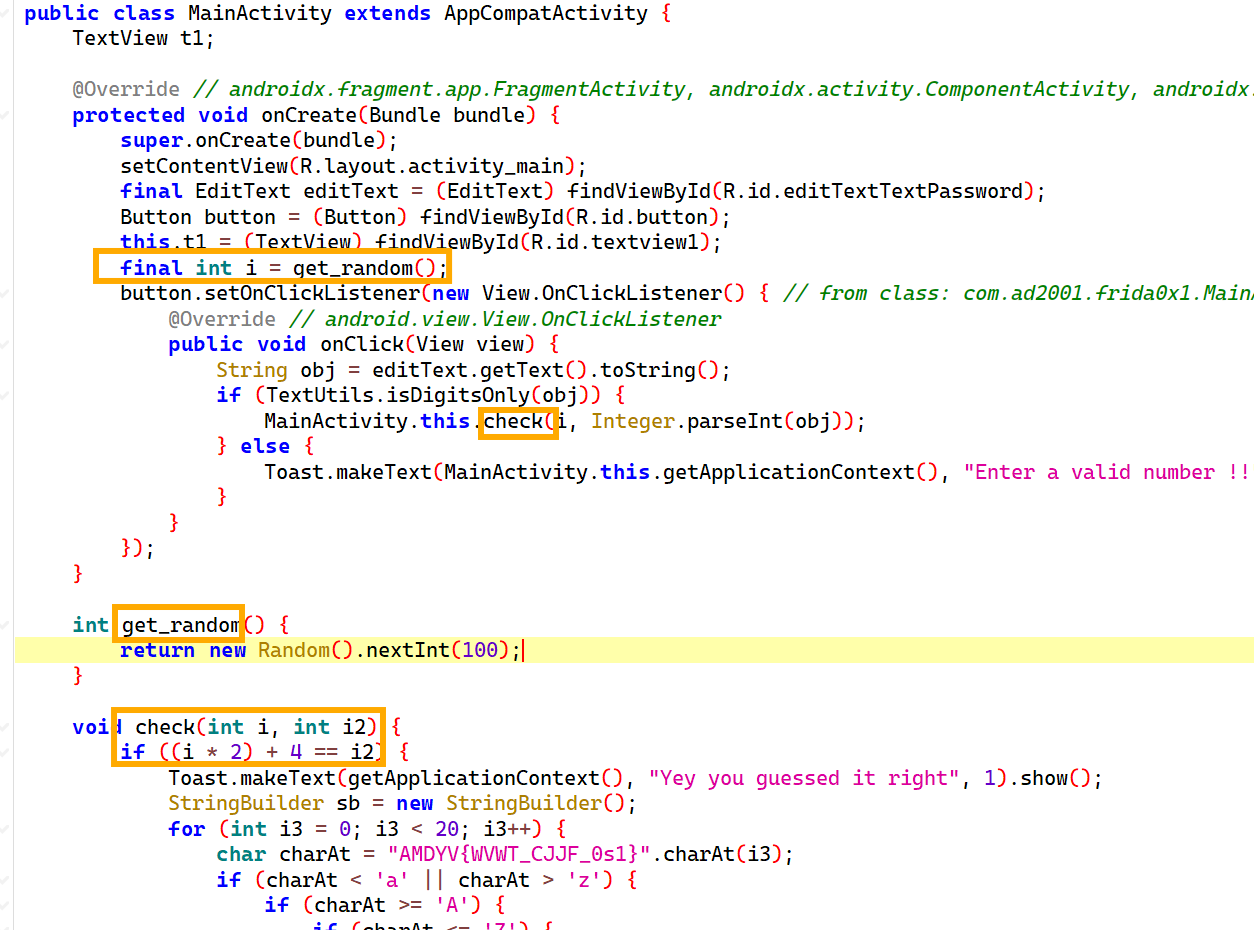 public class MainActivity extends AppCompatActivity {
    TextView t1;

    @Override // androidx.fragment.app.FragmentActivity, androidx.activity.ComponentActivity, androidx.
    protected void onCreate(Bundle bundle) {
        super.onCreate(bundle);
        setContentView(R.layout.activity_main);
        final EditText editText = (EditText) findViewById(R.id.editTextTextPassword);
        Button button = (Button) findViewById(R.id.button);
        this.t1 = (TextView) findViewById(R.id.textview1);
        final int i = get_random();
        button.setOnClickListener(new View.OnClickListener() { // from class: com.ad2001.frida0x1.MainA
            @Override // android.view.View.OnClickListener
            public void onClick(View view) {
                String obj = editText.getText().toString();
                if (TextUtils.isDigitsOnly(obj)) {
                    MainActivity.this.check(i, Integer.parseInt(obj));
                } else {
                    Toast.makeText(MainActivity.this.getApplicationContext(), "Enter a valid number !!
                }
            }
        });
    }

    int get_random() {
        return new Random().nextInt(100);
    }

    void check(int i, int i2) {
        if ((i * 2) + 4 == i2) {
            Toast.makeText(getApplicationContext(), "Yey you guessed it right", 1).show();
            StringBuilder sb = new StringBuilder();
            for (int i3 = 0; i3 < 20; i3++) {
                char charAt = "AMDYV{WVWT_CJJF_0s1}".charAt(i3);
                if (charAt < 'a' || charAt > 'z') {
                    if (charAt >= 'A') {
                        if (charAt <= 'Z') {